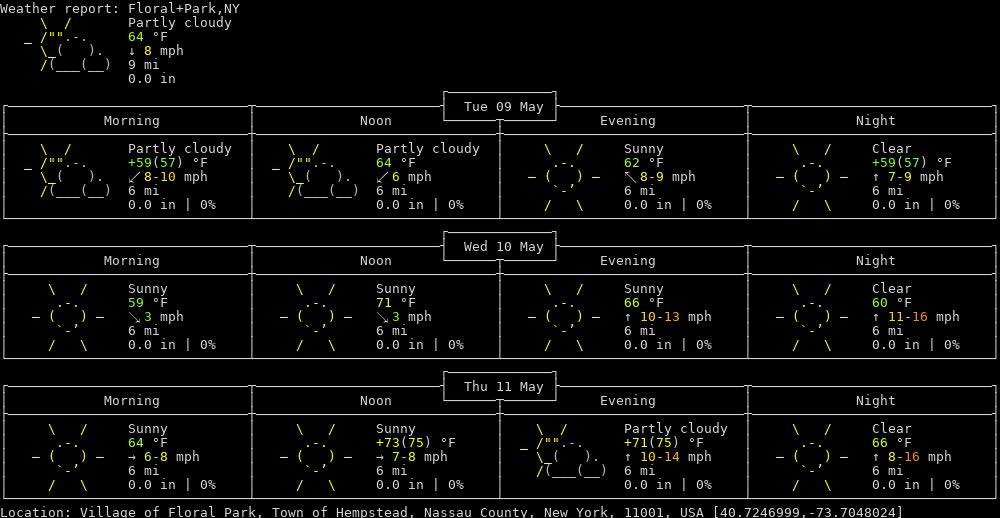 Weather report: Floral+Park,NY
Partly cloudy
64 °F
↓ 8 mph
9 mi
0.0 in
Tue 09 May
Morning Noon Evening Night
Partly cloudy Partly cloudy Sunny Clear
+59(57) °F 64 °F 62 °F +59(57) °F
↙ 8-10 mph ↙ 6 mph ↖ 8-9 mph ↑ 7-9 mph
6 mi 6 mi 6 mi 6 mi
0.0 in | 0% 0.0 in | 0% 0.0 in | 0% 0.0 in | 0%
Wed 10 May
Morning Noon Evening Night
Sunny Sunny Sunny Clear
59 °F 71 °F 66 °F 60 °F
↘ 3 mph ↘ 3 mph ↑ 10-13 mph ↑ 11-16 mph
6 mi 6 mi 6 mi 6 mi
0.0 in | 0% 0.0 in | 0% 0.0 in | 0% 0.0 in | 0%
Thu 11 May
Morning Noon Evening Night
Sunny Sunny Partly cloudy Clear
64 °F +73(75) °F +71(75) °F 66 °F
→ 6-8 mph → 7-8 mph ↑ 10-14 mph ↑ 8-16 mph
6 mi 6 mi 6 mi 6 mi
0.0 in | 0% 0.0 in | 0% 0.0 in | 0% 0.0 in | 0%
Location: Village of Floral Park, Town of Hempstead, Nassau County, New York, 11001, USA [40.7246999,-73.7048024]